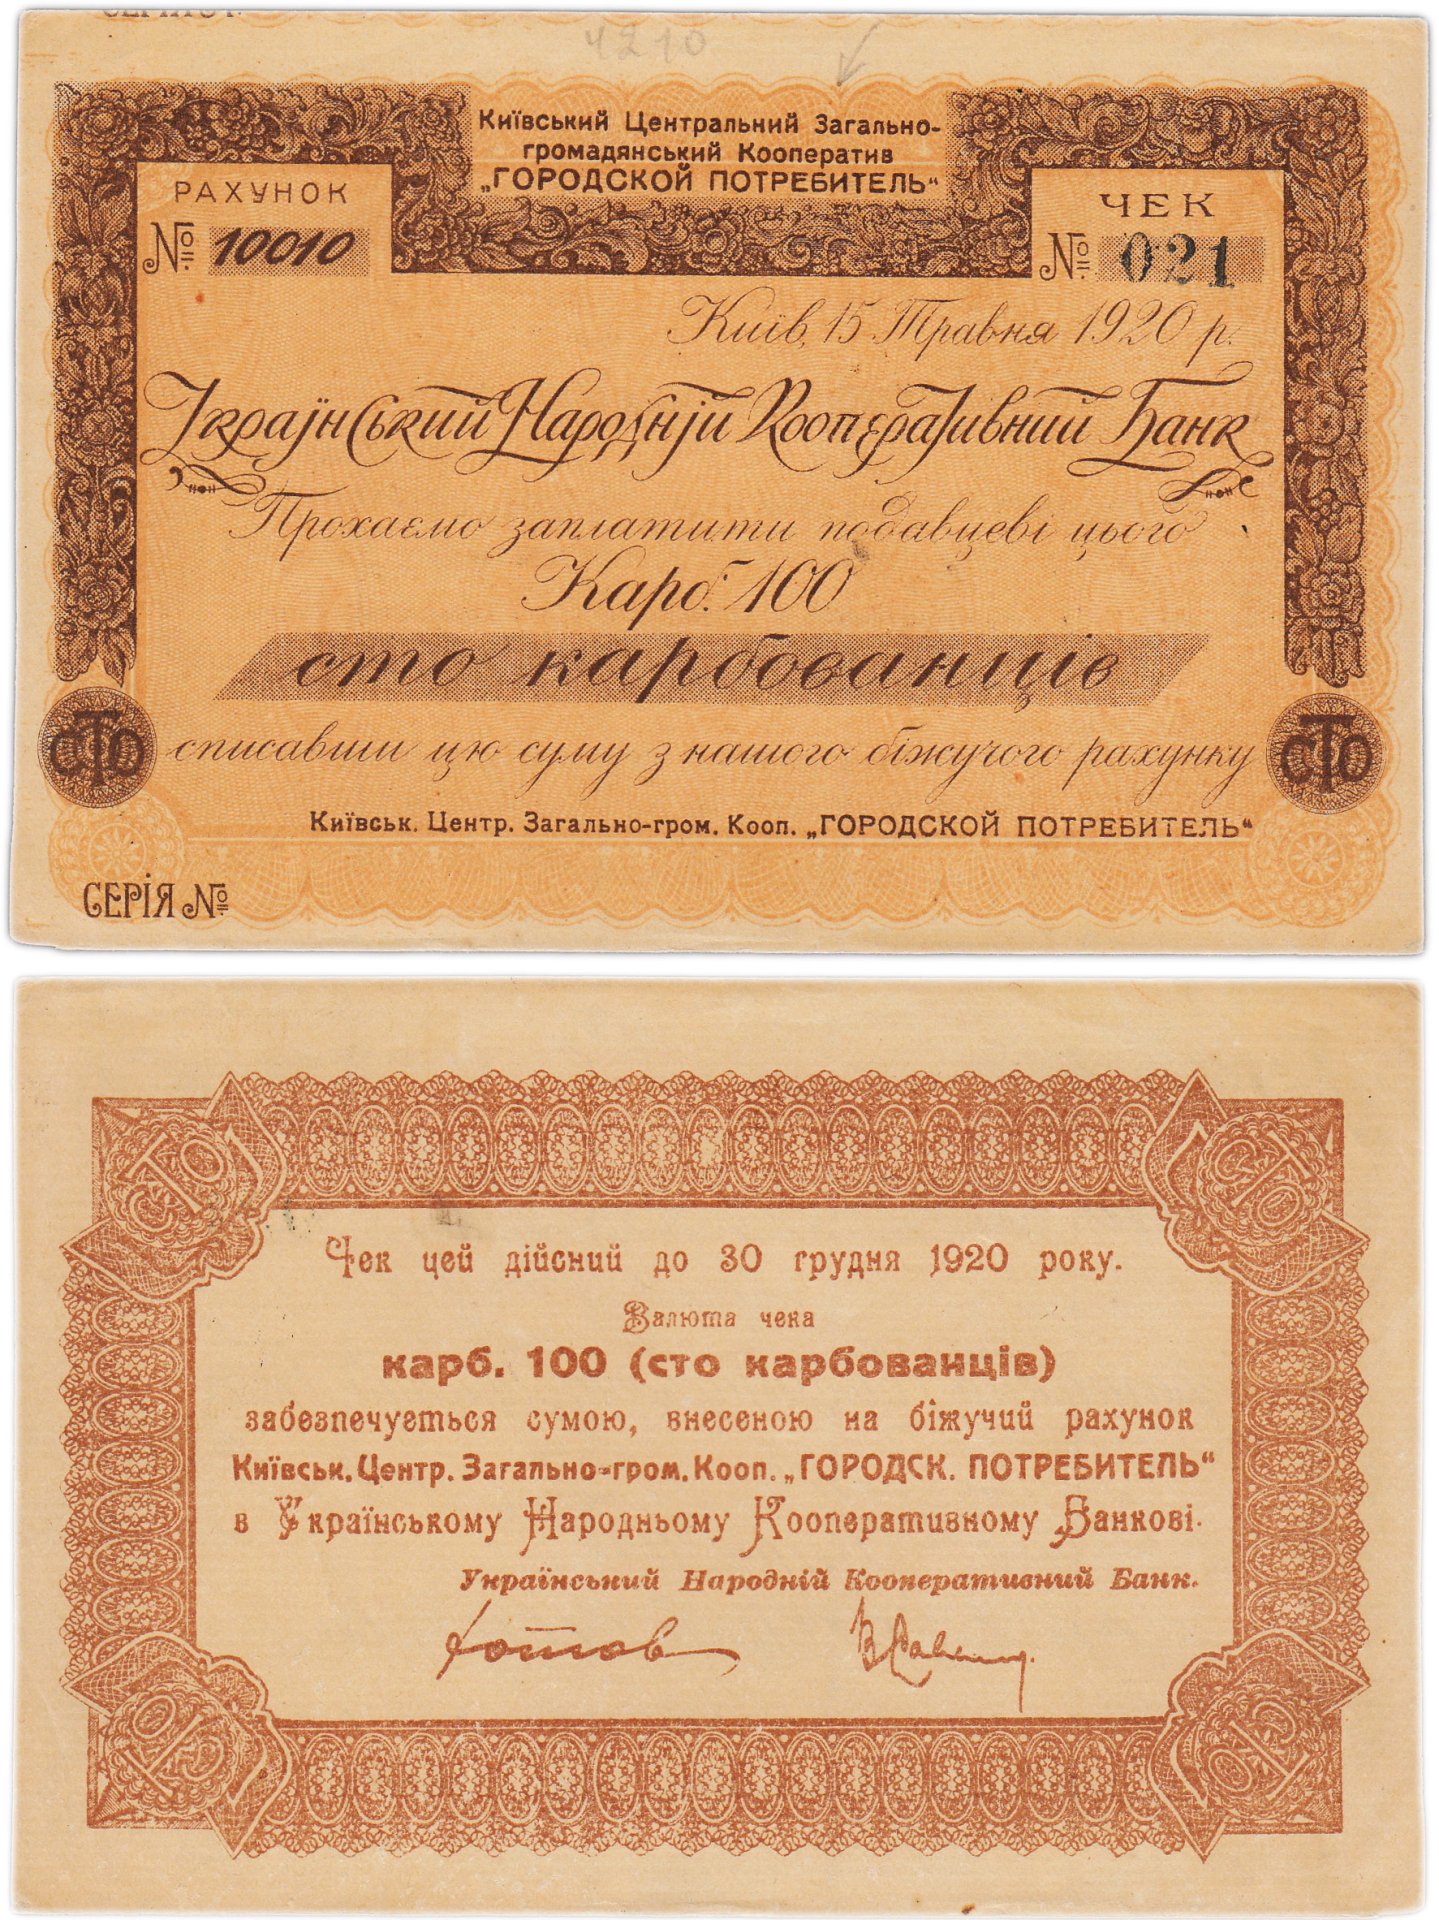 4210
Київський Центральний Загально-
громадянський Кооператив
„ГОРОДСКОЙ ПОТРЕБИТЕЛЬ“
РАХУНОК
№ 10010
ЧЕК
№ 021
Київ, 15 Травня 1920 р.
Український Народній Кооперативний Банк
Прохаємо заплатити подавцеві цього
Карб. 100
сто карбованців
СТО
СТО
списавши цю суму з нашого біжучого рахунку
Київськ. Центр. Загально-гром. Кооп. „ГОРОДСКОЙ ПОТРЕБИТЕЛЬ“
СЕРІЯ №
СТО
СТО
Чек цей дійсний до 30 грудня 1920 року.
Валюта чека
карб. 100 (сто карбованців)
забезпечується сумою, внесеною на біжучий рахунок
Київськ. Центр. Загально-гром. Кооп. „ГОРОДСК. ПОТРЕБИТЕЛЬ“
в Українському Народньому Кооперативному Банкові.
Український Народній Кооперативний Банк.
СТО
СТО